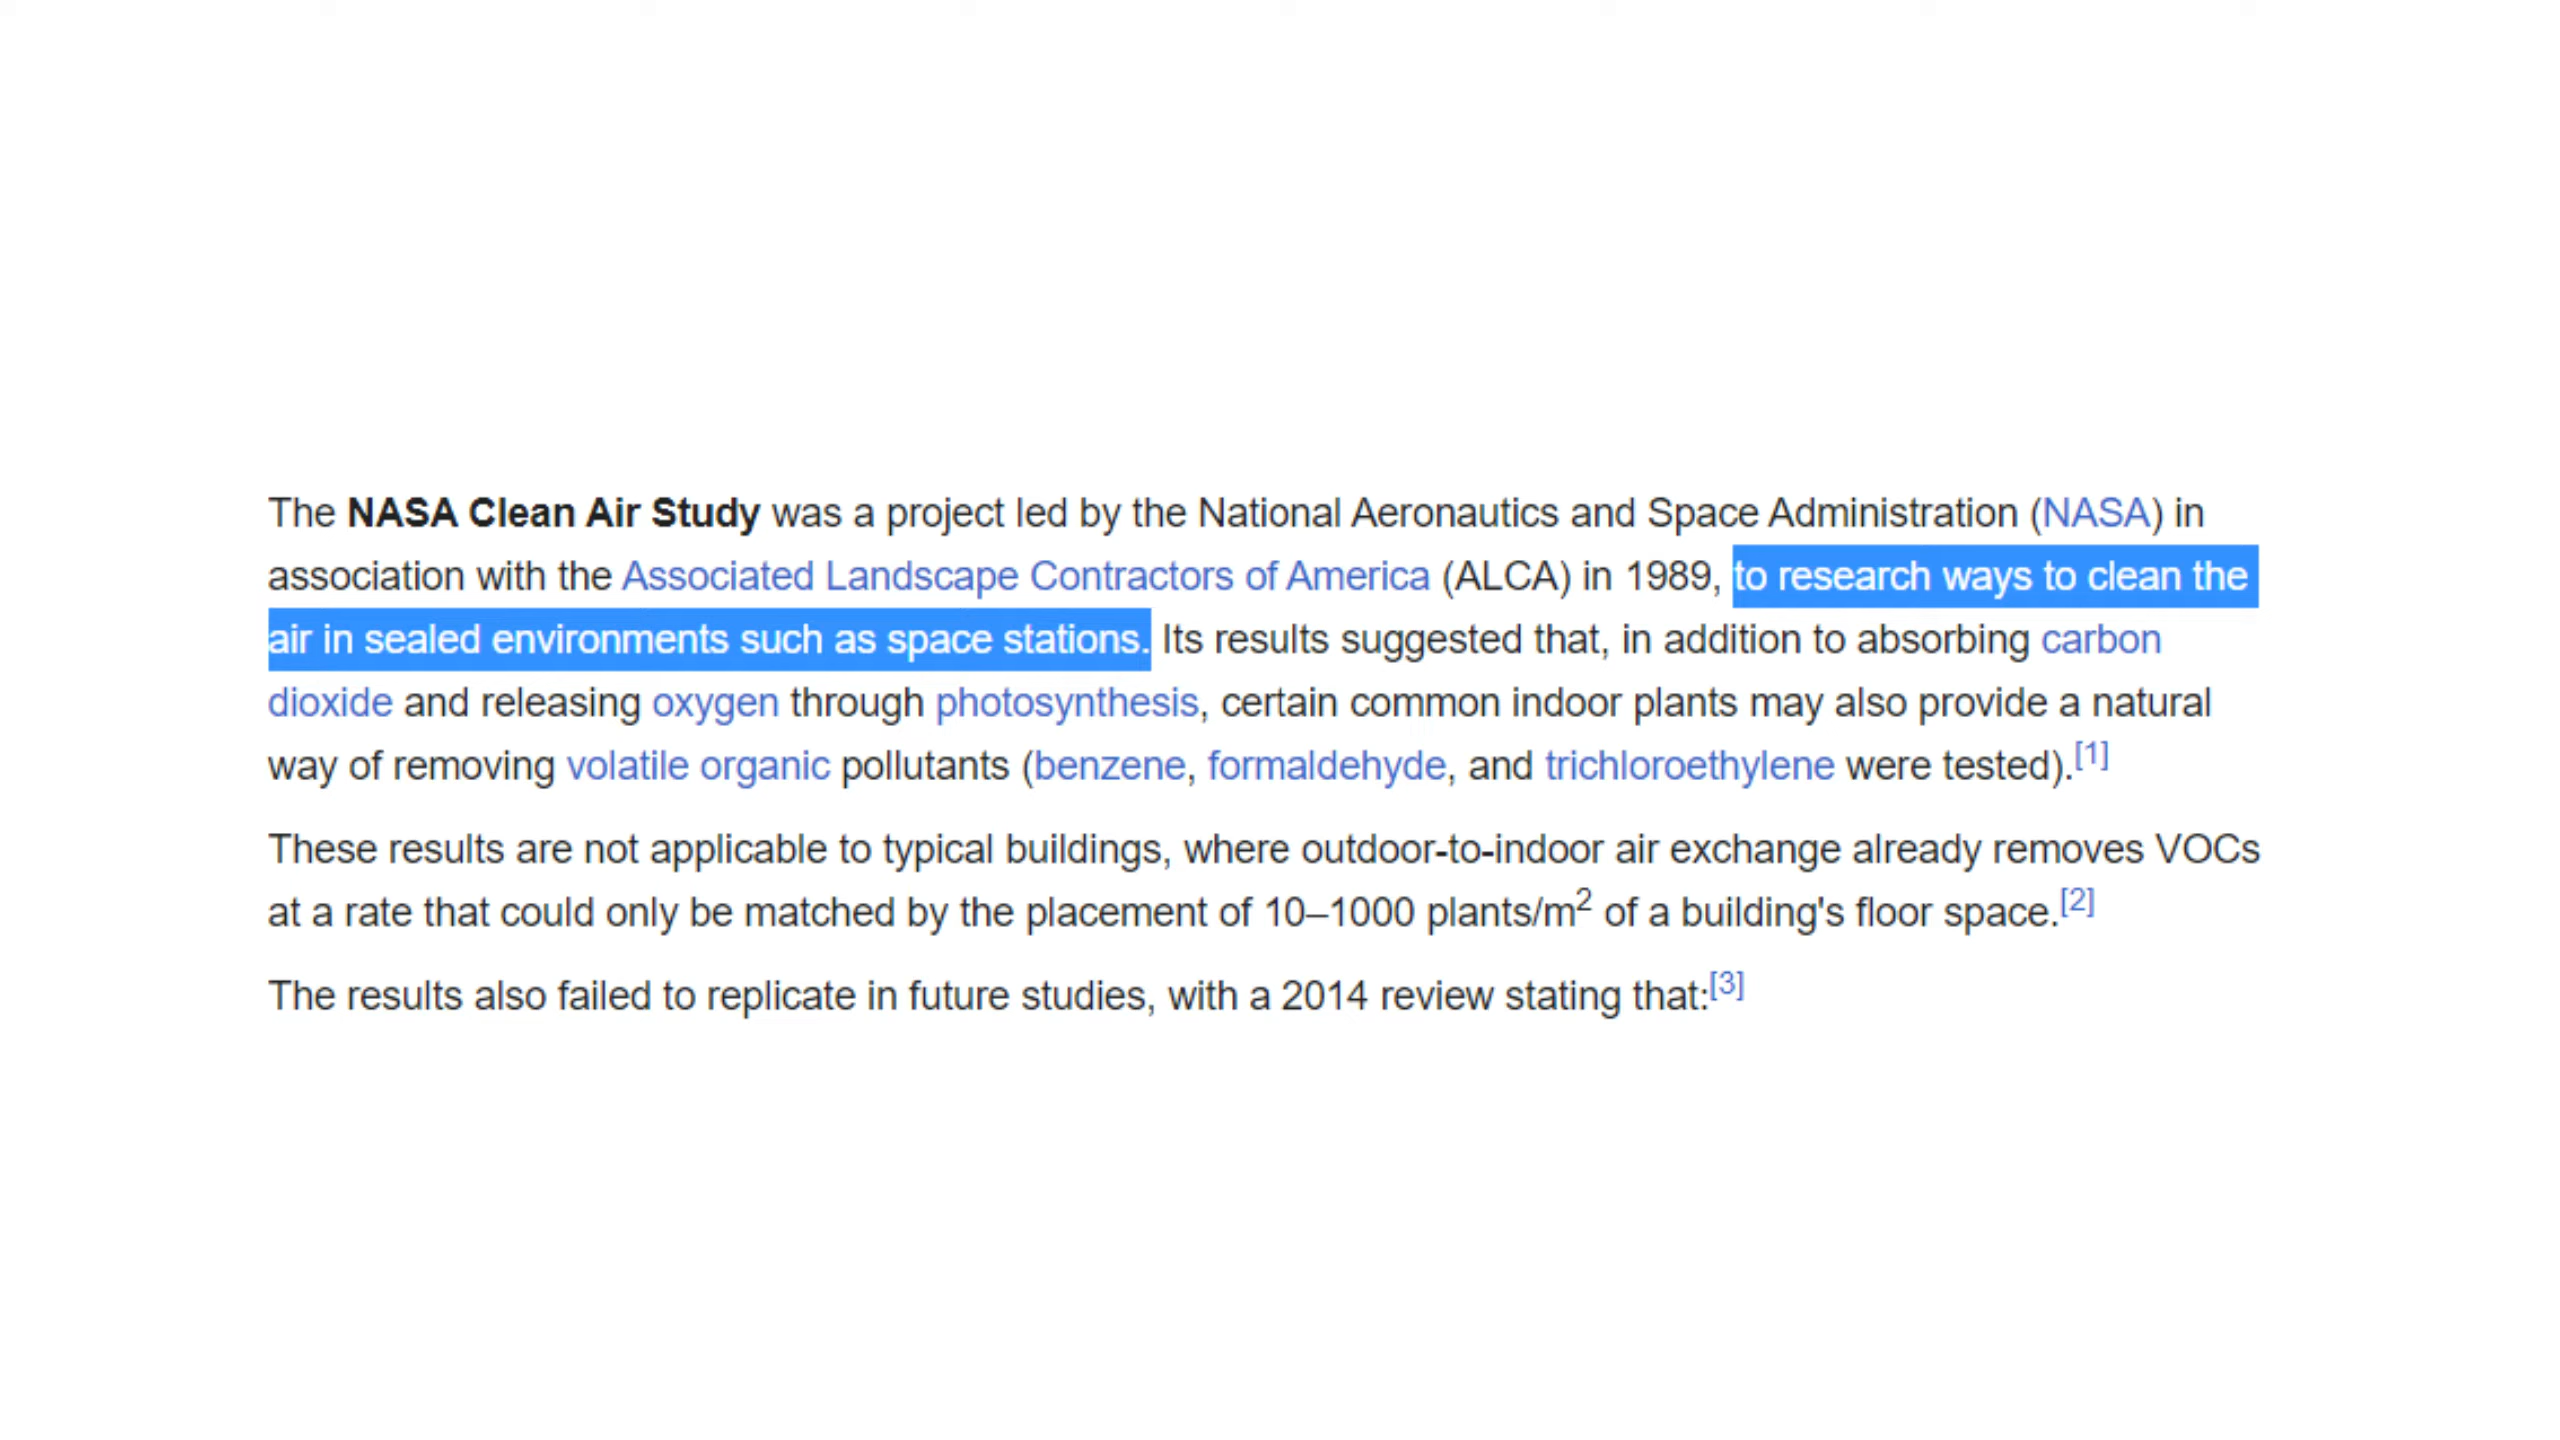 The NASA Clean Air Study was a project led by the National Aeronautics and Space Administration (NASA) in
association with the Associated Landscape Contractors of America (ALCA) in 1989, to research ways to clean the
air in sealed environments such as space stations. Its results suggested that, in addition to absorbing carbon
dioxide and releasing oxygen through photosynthesis, certain common indoor plants may also provide a natural
way of removing volatile organic pollutants (benzene, formaldehyde, and trichloroethylene were tested).[1]
These results are not applicable to typical buildings, where outdoor-to-indoor air exchange already removes VOCs
at a rate that could only be matched by the placement of 10–1000 plants/m² of a building's floor space.[2]
The results also failed to replicate in future studies, with a 2014 review stating that:[3]